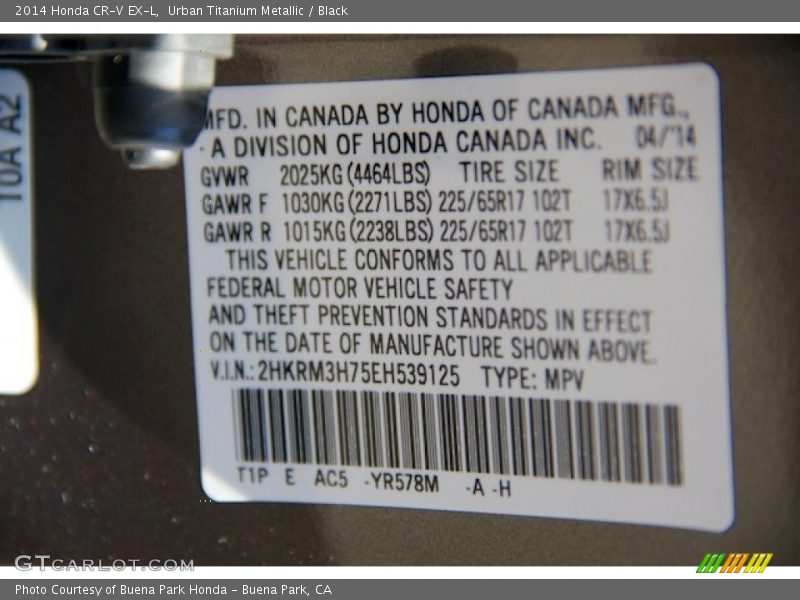 2014 Honda CR-V EX-L, Urban Titanium Metallic / Black
10A A2
MFD. IN CANADA BY HONDA OF CANADA MFG.,
A DIVISION OF HONDA CANADA INC. 04/14
GVWR 2025KG(4464LBS) TIRE SIZE RIM SIZE
GAWR F 1030KG(2271LBS) 225/65R17 102T 17X6.5J
GAWR R 1015KG(2238LBS) 225/65R17 102T 17X6.5J
THIS VEHICLE CONFORMS TO ALL APPLICABLE
FEDERAL MOTOR VEHICLE SAFETY
AND THEFT PREVENTION STANDARDS IN EFFECT
ON THE DATE OF MANUFACTURE SHOWN ABOVE.
V.I.N.: 2HKRM3H75EH539125 TYPE: MPV
T1P E AC5 -YR578M -A -H
GTCARLOT.COM
Photo Courtesy of Buena Park Honda - Buena Park, CA